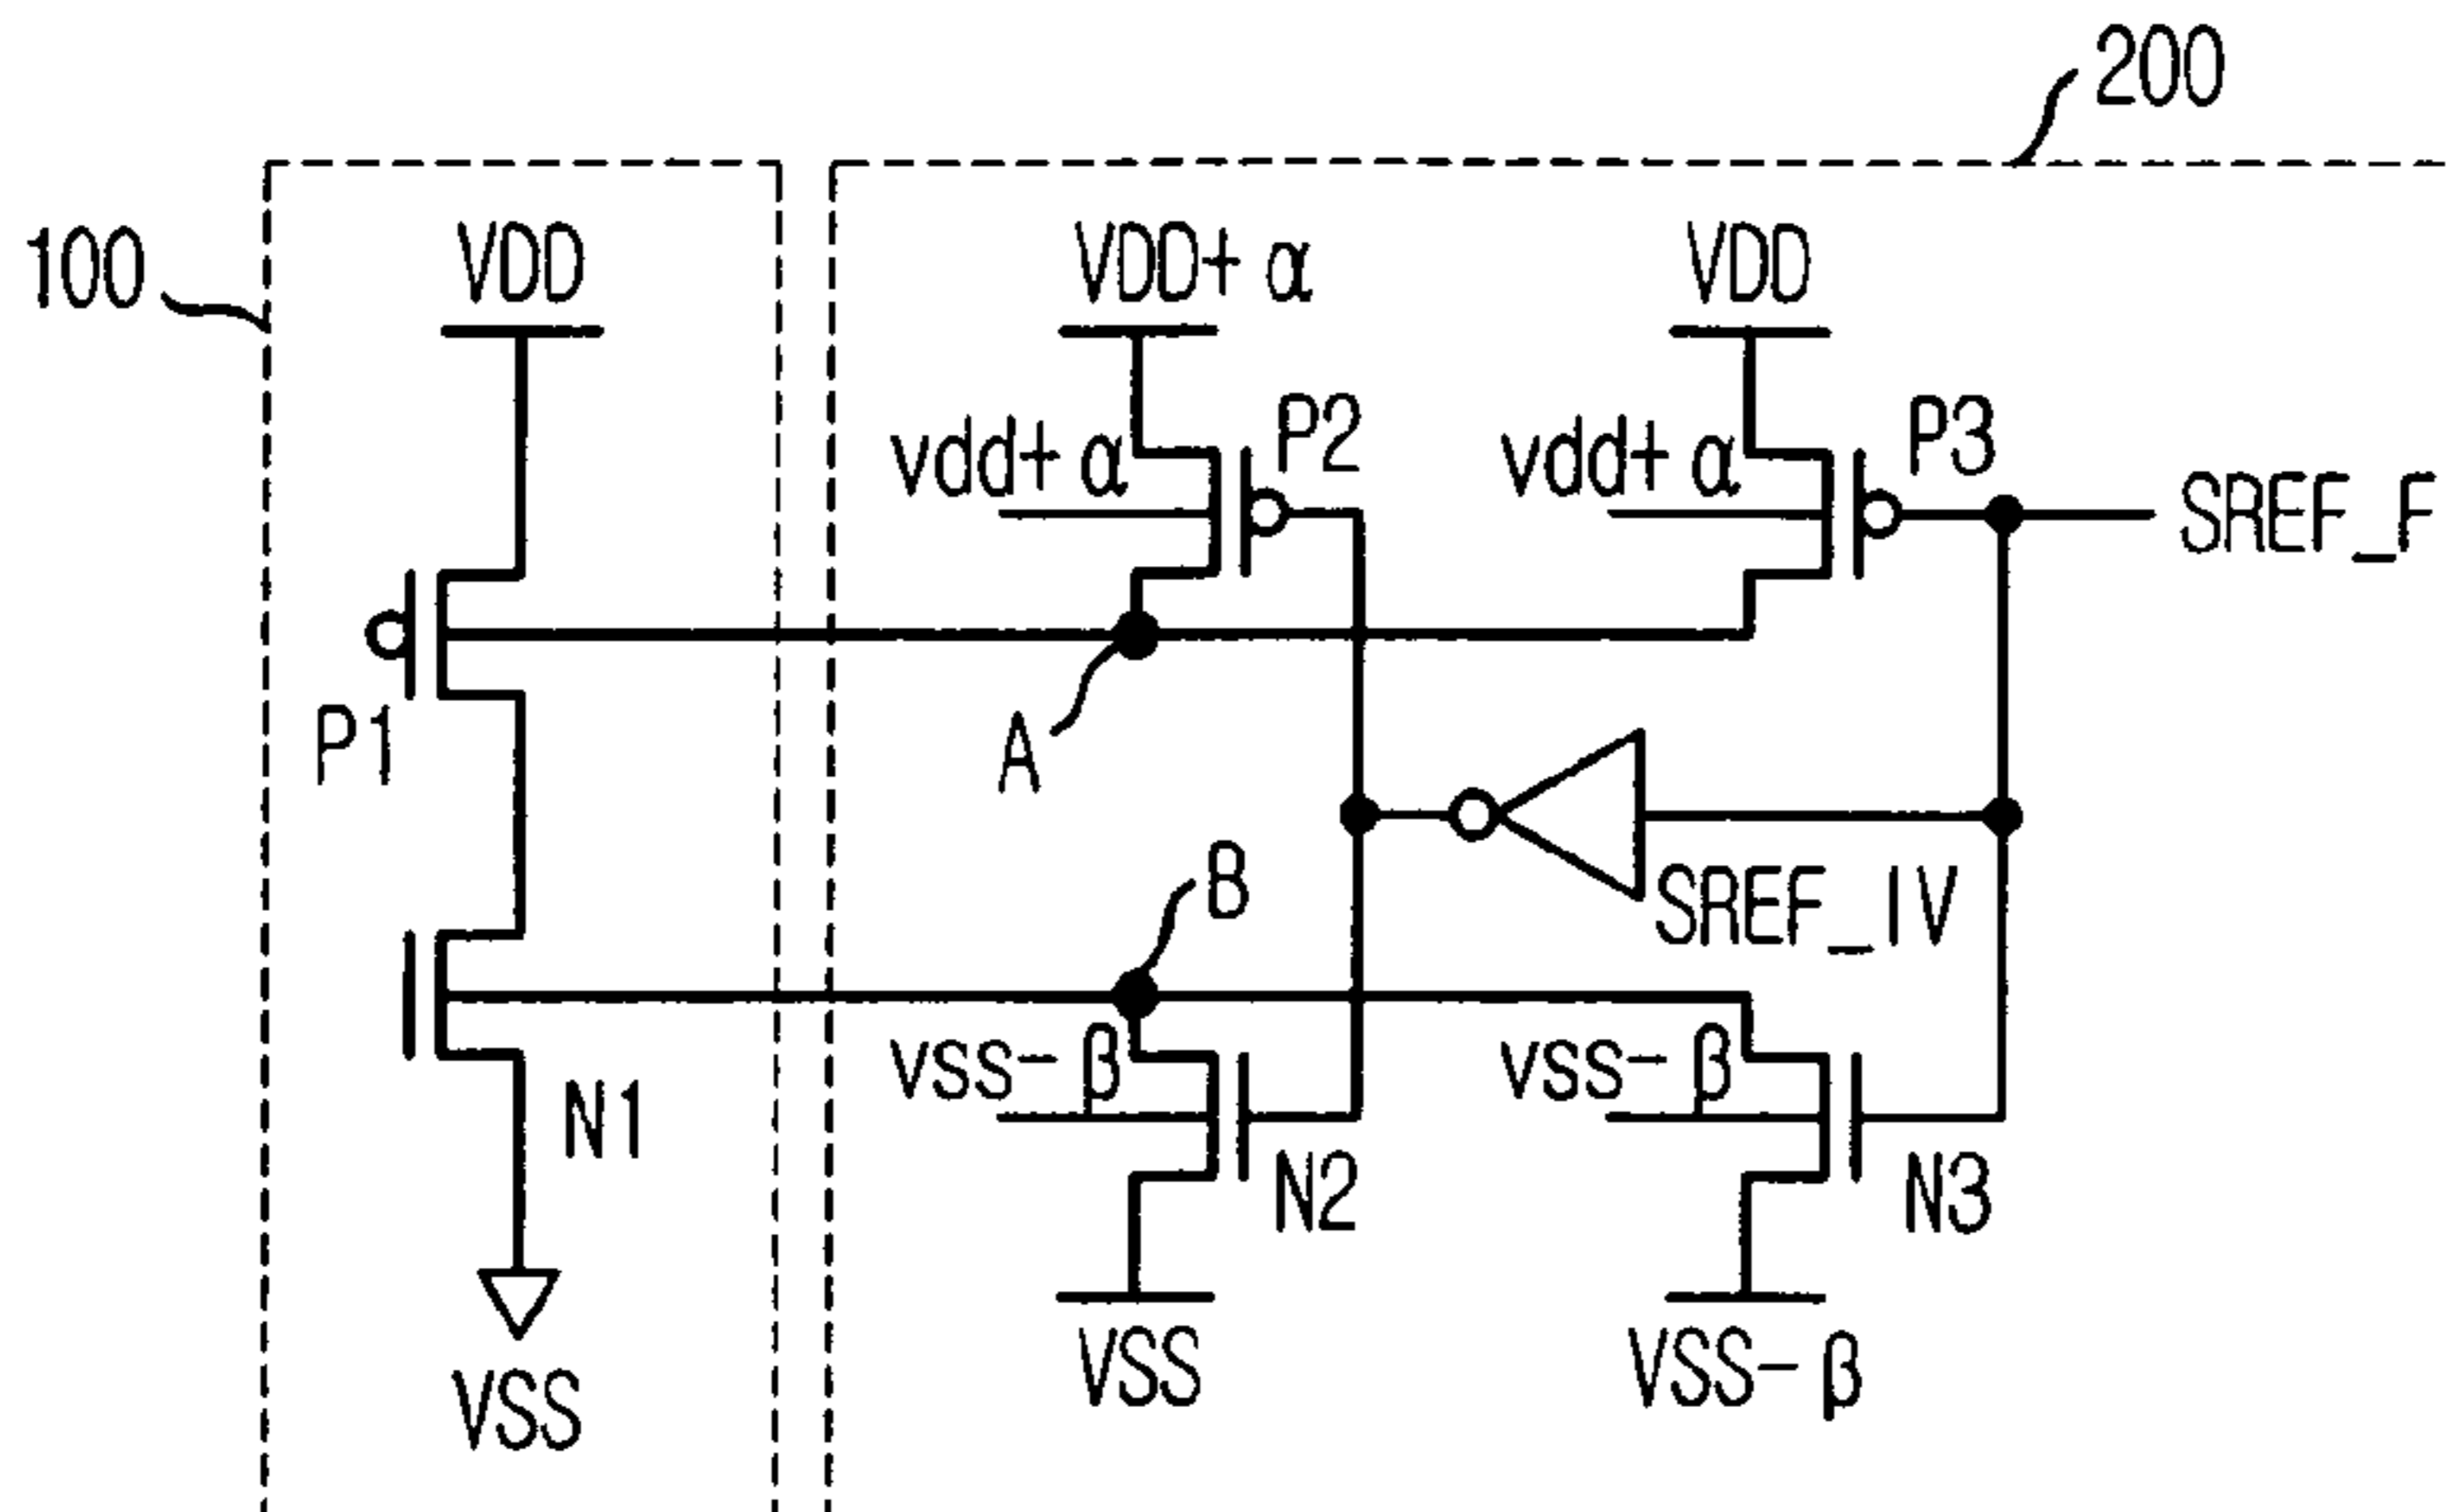 200
100
VDD
VDD+ α
VDD
vdd+ α
P2
vdd+ α
P3
SREF_F
P1
A
B
SREF_IV
vss- β
vss- β
N1
N2
N3
VSS
VSS
VSS- β